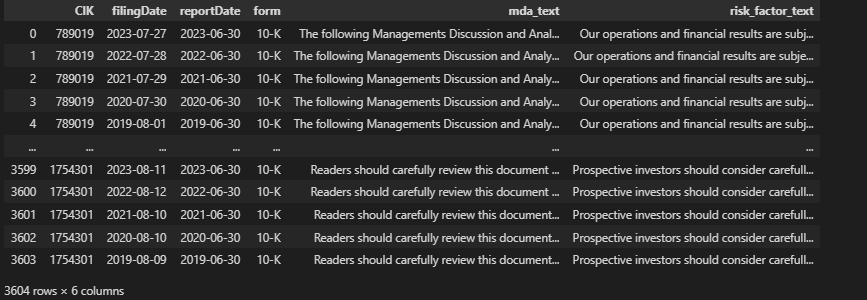 CIK filingDate reportDate form mda_text risk_factor_text
0 789019 2023-07-27 2023-06-30 10-K The following Managements Discussion and Anal... Our operations and financial results are subj...
1 789019 2022-07-28 2022-06-30 10-K The following Managements Discussion and Analy... Our operations and financial results are subje...
2 789019 2021-07-29 2021-06-30 10-K The following Managements Discussion and Analy... Our operations and financial results are subj...
3 789019 2020-07-30 2020-06-30 10-K The following Managements Discussion and Analy... Our operations and financial results are subj...
4 789019 2019-08-01 2019-06-30 10-K The following Managements Discussion and Analy... Our operations and financial results are subj...
... ... ... ... ... ... ...
3599 1754301 2023-08-11 2023-06-30 10-K Readers should carefully review this document ... Prospective investors should consider carefull...
3600 1754301 2022-08-12 2022-06-30 10-K Readers should carefully review this document... Prospective investors should consider carefull...
3601 1754301 2021-08-10 2021-06-30 10-K Readers should carefully review this document... Prospective investors should consider carefull...
3602 1754301 2020-08-10 2020-06-30 10-K Readers should carefully review this document... Prospective investors should consider carefull...
3603 1754301 2019-08-09 2019-06-30 10-K Readers should carefully review this document... Prospective investors should consider carefull...
3604 rows × 6 columns